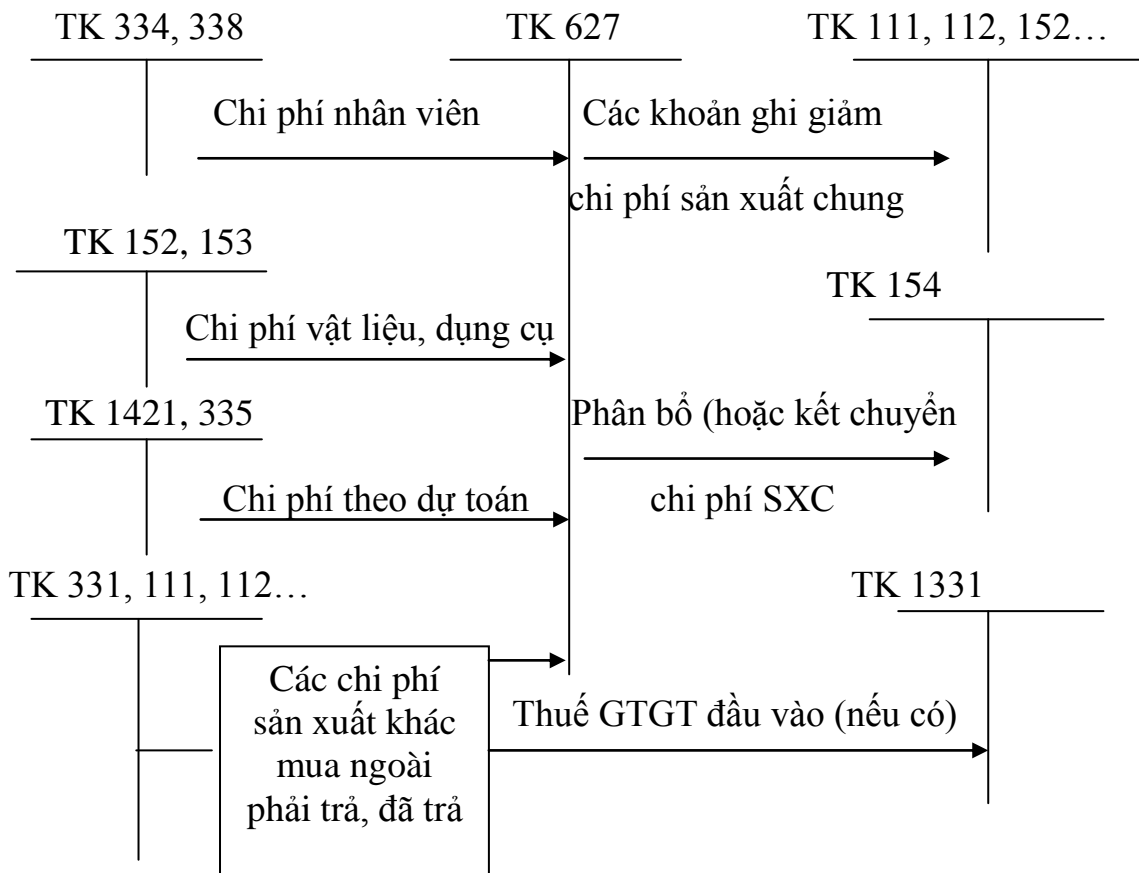 TK 334, 338
TK 627
TK 111, 112, 152…
Chi phí nhân viên
Các khoản ghi giảm
chi phí sản xuất chung
TK 152, 153
TK 154
Chi phí vật liệu, dụng cụ
TK 1421, 335
Phân bổ (hoặc kết chuyển
Chi phí theo dự toán
chi phí SXC
TK 331, 111, 112…
TK 1331
Các chi phí
sản xuất khác
mua ngoài
phải trả, đã trả
Thuế GTGT đầu vào (nếu có)